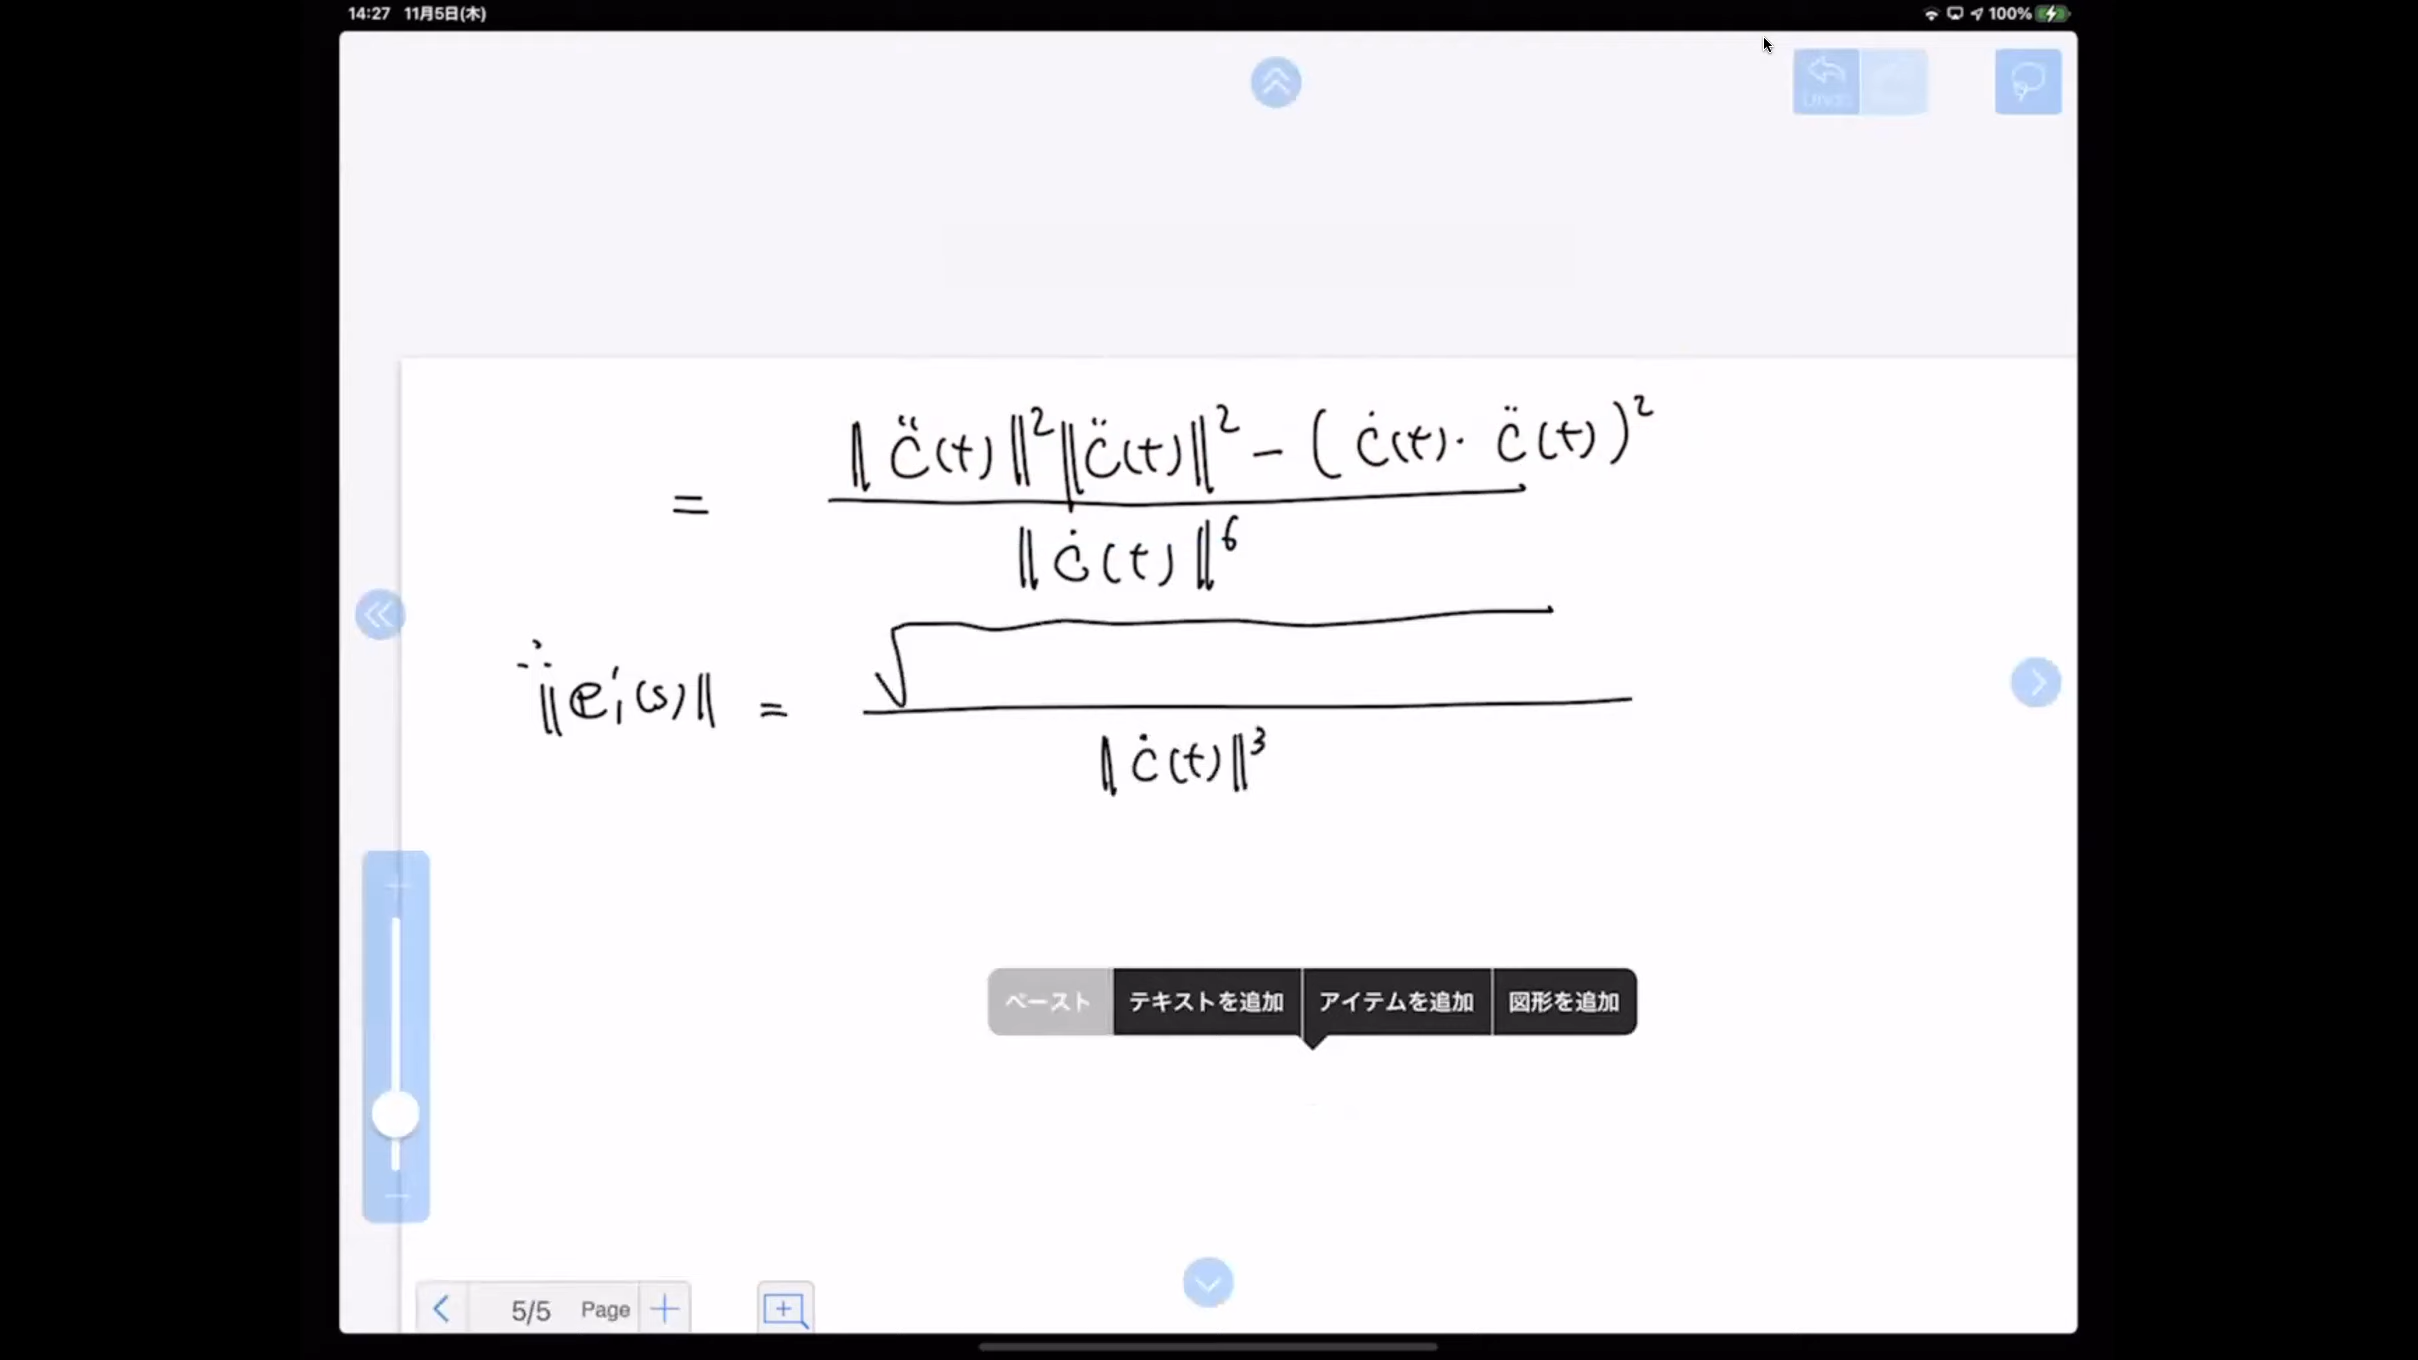 14:27 11月5日(木) 100%
Undo
= ‖c̈(t)‖²‖c̈(t)‖² − (ċ(t)·c̈(t))²
‖ċ(t)‖⁶
∴ ‖e′₁(s)‖ = √
‖ċ(t)‖³
ペースト テキストを追加 アイテムを追加 図形を追加
5/5 Page